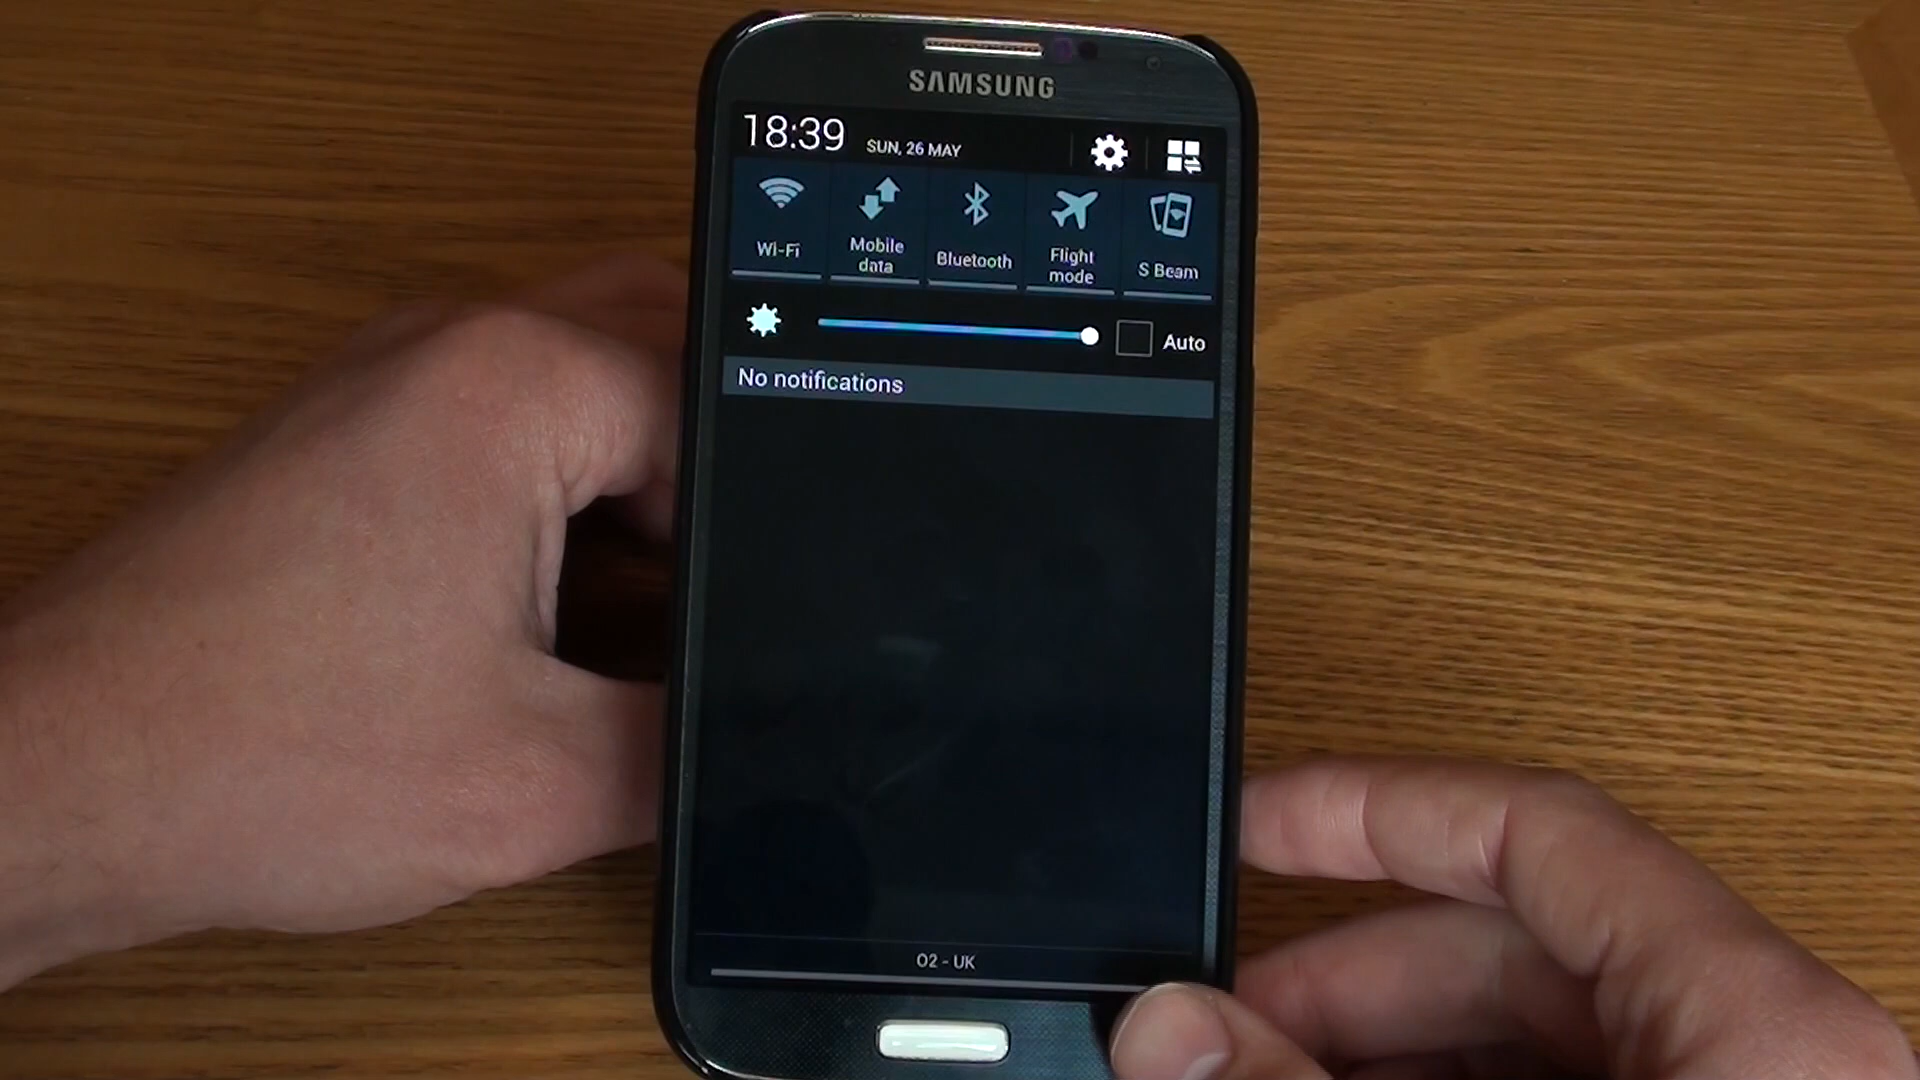 SAMSUNG
18:39 SUN, 26 MAY
Wi-Fi
Mobile
data
Bluetooth
Flight
mode
S Beam
Auto
No notifications
O2 - UK